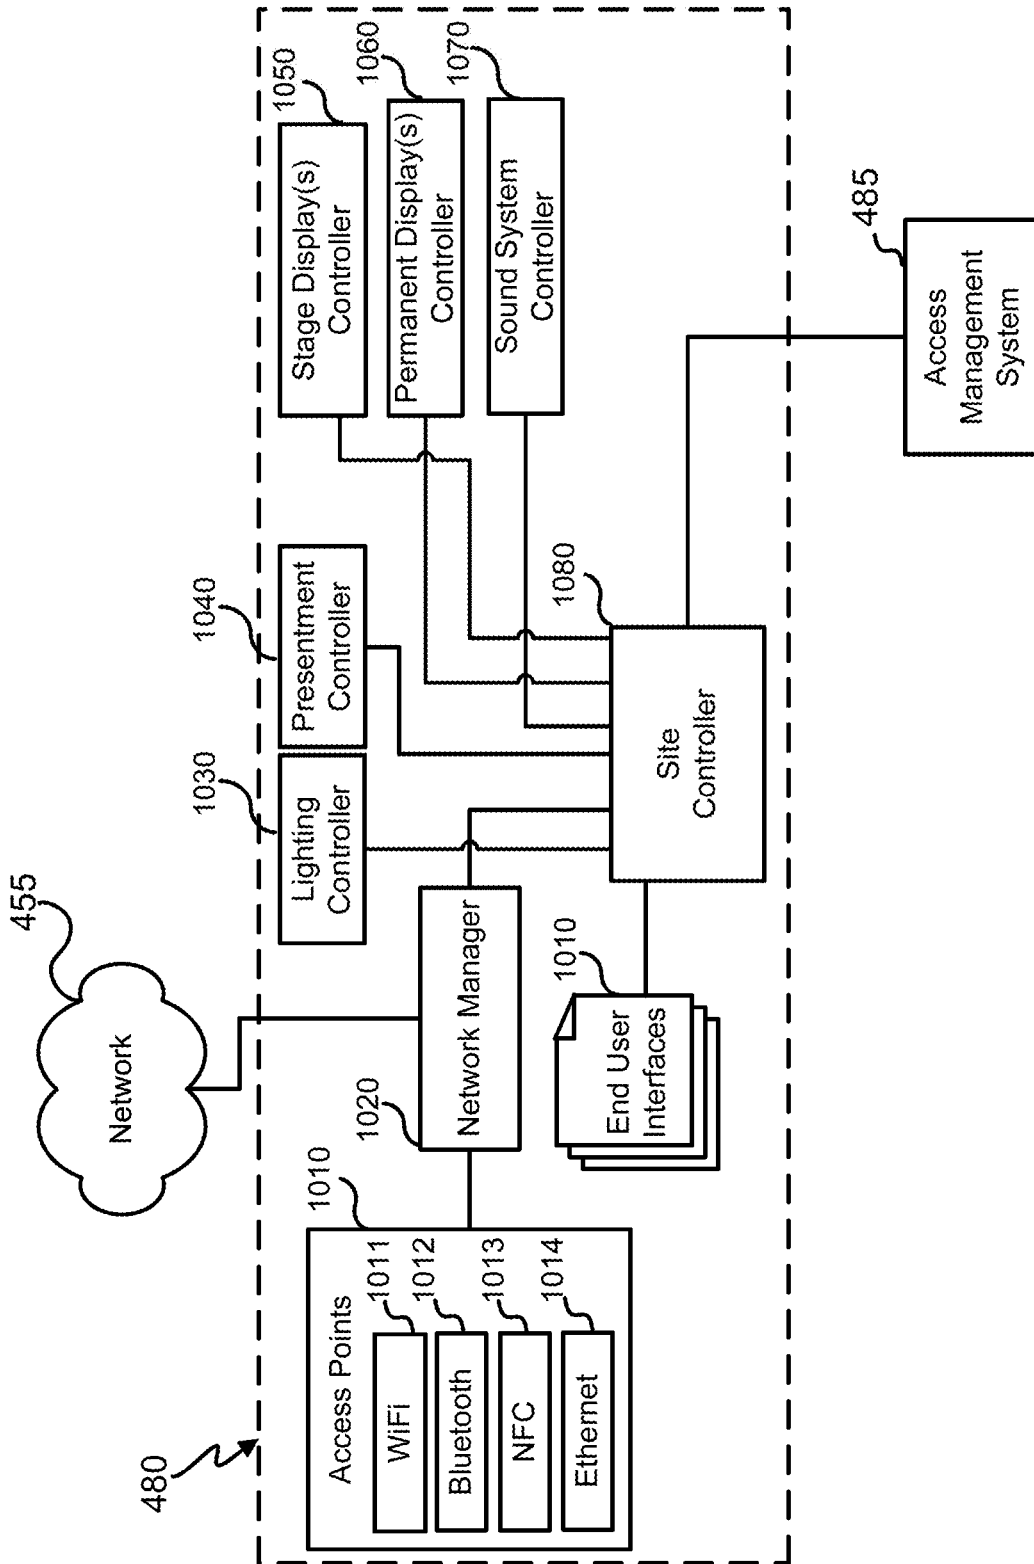 480
455
Network
Access Points
1010
WiFi
1011
Bluetooth
1012
NFC
1013
Ethernet
1014
1020
Network Manager
1030
Lighting
Controller
1040
Presentment
Controller
1050
Stage Display(s)
Controller
1060
Permanent Display(s)
Controller
1070
Sound System
Controller
1010
End User
Interfaces
1080
Site
Controller
485
Access
Management
System